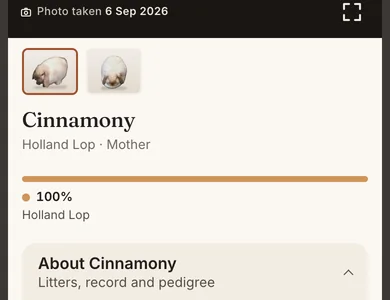 Photo taken 6 Sep 2026
Cinnamony
Holland Lop · Mother
100%
Holland Lop
About Cinnamony
Litters, record and pedigree